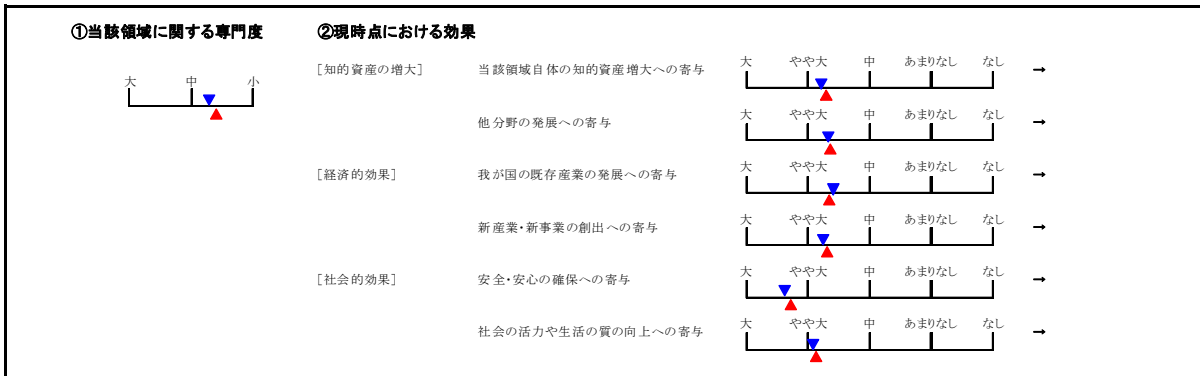 ①当該領域に関する専門度 ②現時点における効果
大 中 小
[知的資産の増大] 当該領域自体の知的資産増大への寄与 大 やや大 中 あまりなし なし →
他分野の発展への寄与 大 やや大 中 あまりなし なし →
[経済的効果] 我が国の既存産業の発展への寄与 大 やや大 中 あまりなし なし →
新産業・新事業の創出への寄与 大 やや大 中 あまりなし なし →
[社会的効果] 安全・安心の確保への寄与 大 やや大 中 あまりなし なし →
社会の活力や生活の質の向上への寄与 大 やや大 中 あまりなし なし →